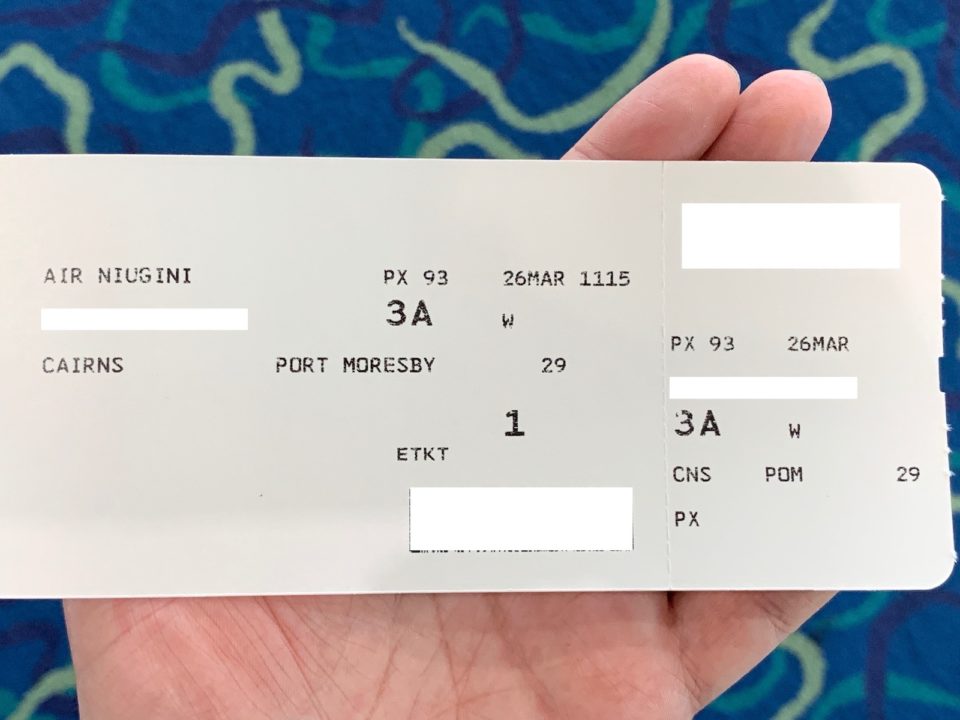 AIR NIUGINI PX 93 26MAR 1115
3A W
CAIRNS PORT MORESBY 29
1
ETKT
PX 93 26MAR
3A W
CNS POM 29
PX